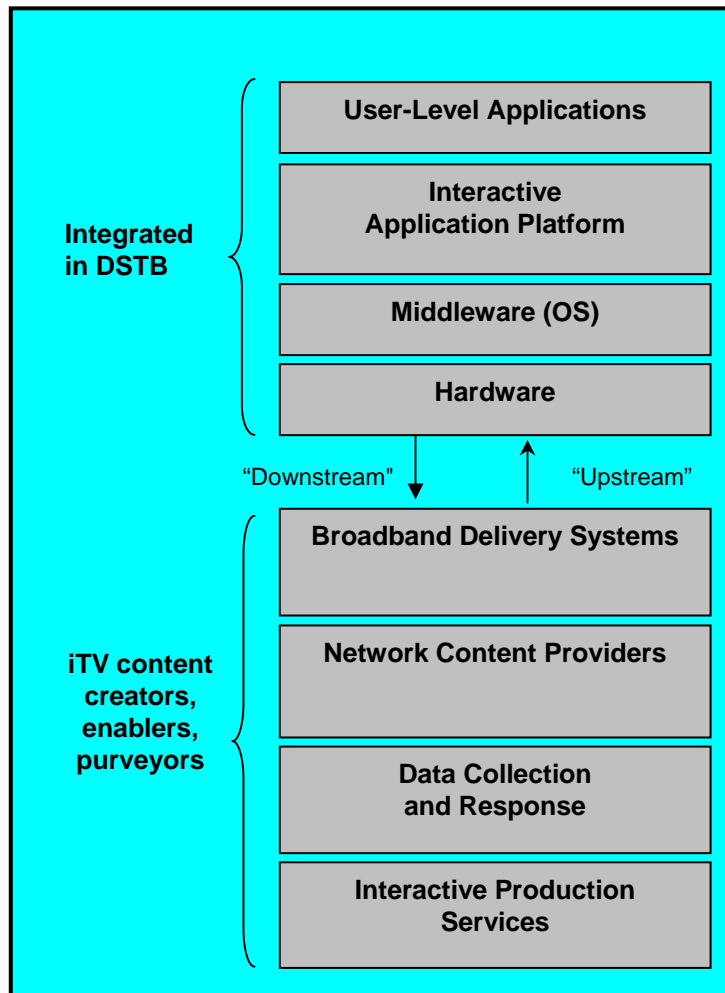 User-Level Applications
Interactive
Application Platform
Integrated
in DSTB
Middleware (OS)
Hardware
“Downstream"
“Upstream”
Broadband Delivery Systems
Network Content Providers
iTV content
creators,
enablers,
purveyors
Data Collection
and Response
Interactive Production
Services